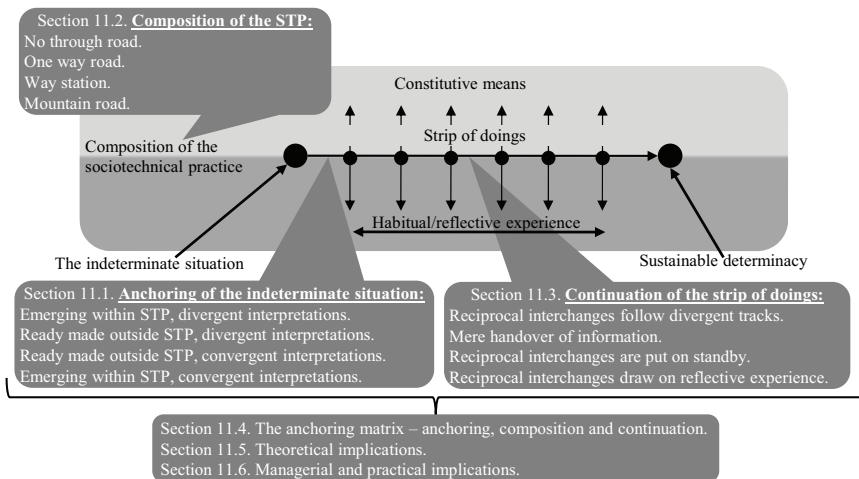 Section 11.2. Composition of the STP:
No through road.
One way road.
Way station.
Mountain road.
Constitutive means
Strip of doings
Composition of the
sociotechnical practice
Habitual/reflective experience
The indeterminate situation
Sustainable determinacy
Section 11.1. Anchoring of the indeterminate situation:
Emerging within STP, divergent interpretations.
Ready made outside STP, divergent interpretations.
Ready made outside STP, convergent interpretations.
Emerging within STP, convergent interpretations.
Section 11.3. Continuation of the strip of doings:
Reciprocal interchanges follow divergent tracks.
Mere handover of information.
Reciprocal interchanges are put on standby.
Reciprocal interchanges draw on reflective experience.
Section 11.4. The anchoring matrix – anchoring, composition and continuation.
Section 11.5. Theoretical implications.
Section 11.6. Managerial and practical implications.